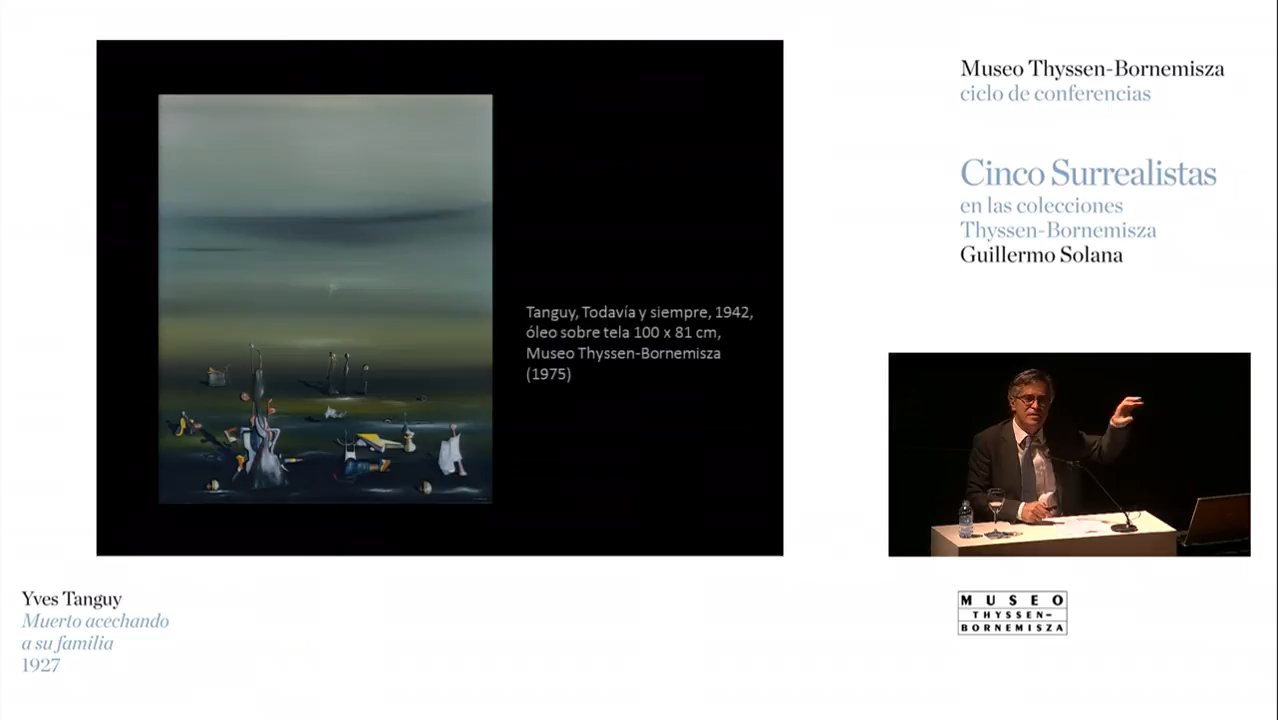 Museo Thyssen-Bornemisza
ciclo de conferencias
Cinco Surrealistas
en las colecciones
Thyssen-Bornemisza
Guillermo Solana
Tanguy, Todavía y siempre, 1942,
óleo sobre tela 100 x 81 cm,
Museo Thyssen-Bornemisza
(1975)
Yves Tanguy
Muerto acechando
a su familia
1927
MUSEO
THYSSEN-
BORNEMISZA